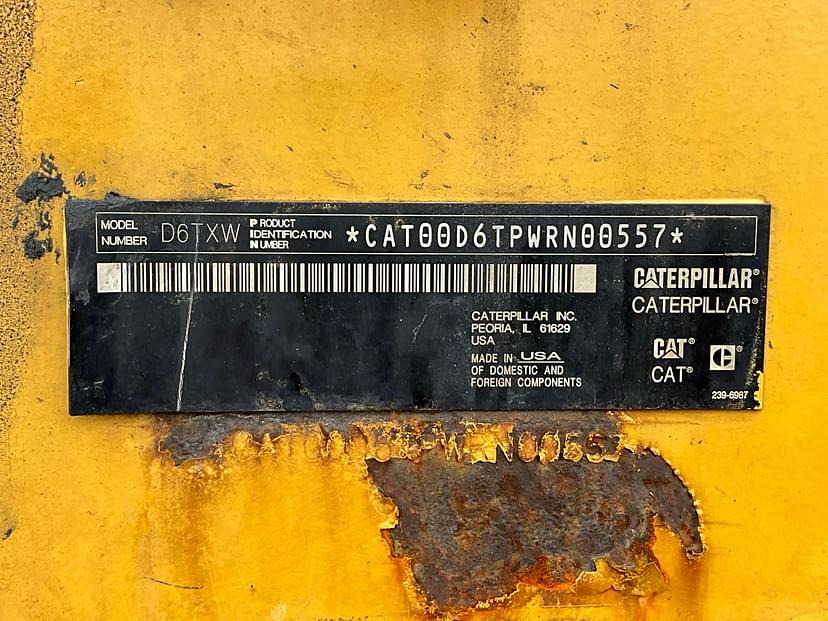 MODEL NUMBER D6TXW PRODUCT IDENTIFICATION NUMBER *CAT00D6TPWRN00557*
CATERPILLAR®
CATERPILLAR®
CATERPILLAR INC.
PEORIA, IL 61629
USA
MADE IN USA
OF DOMESTIC AND
FOREIGN COMPONENTS
CAT®
CAT®
239-6987